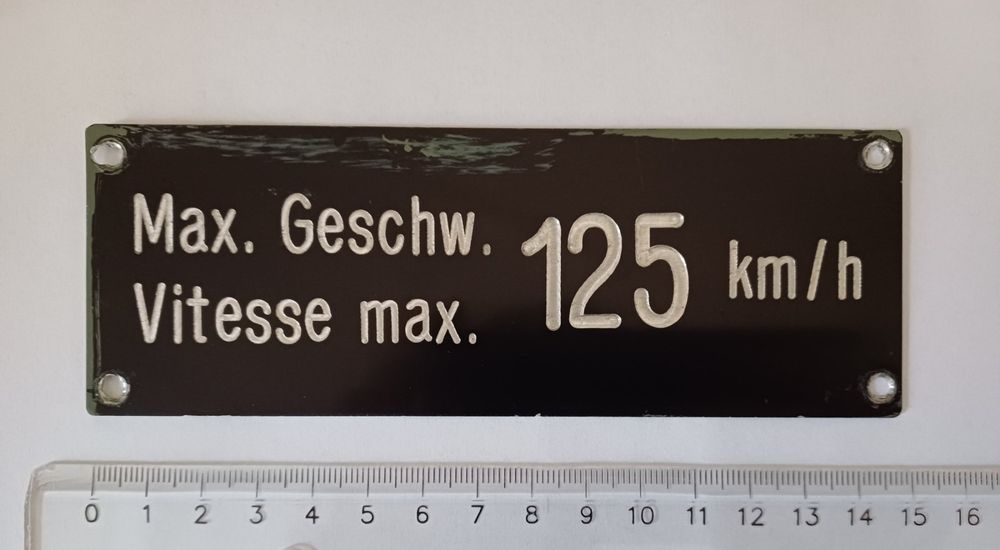 Max. Geschw. 125 km/h
Vitesse max.
0 1 2 3 4 5 6 7 8 9 10 11 12 13 14 15 16